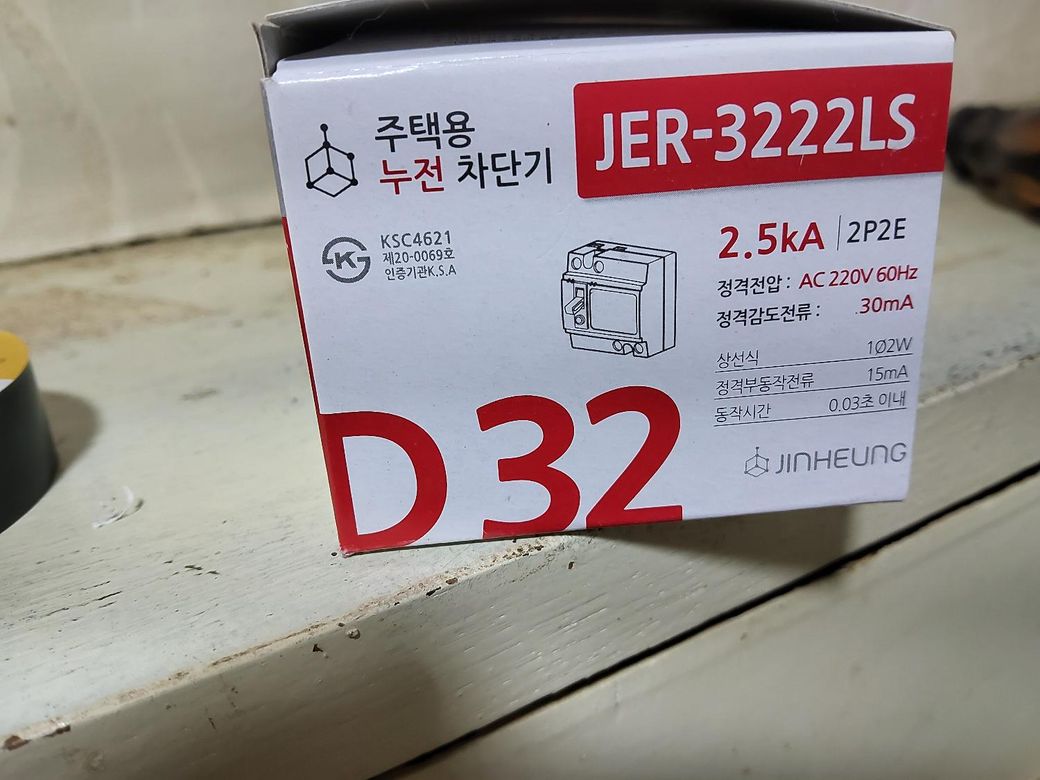 주택용
누전 차단기
JER-3222LS
KSC4621
제20-0069호
인증기관K.S.A
2.5kA | 2P2E
정격전압 : AC 220V 60Hz
정격감도전류 : 30mA
상선식 1Ø2W
정격부동작전류 15mA
동작시간 0.03초 이내
D 32
JINHEUNG